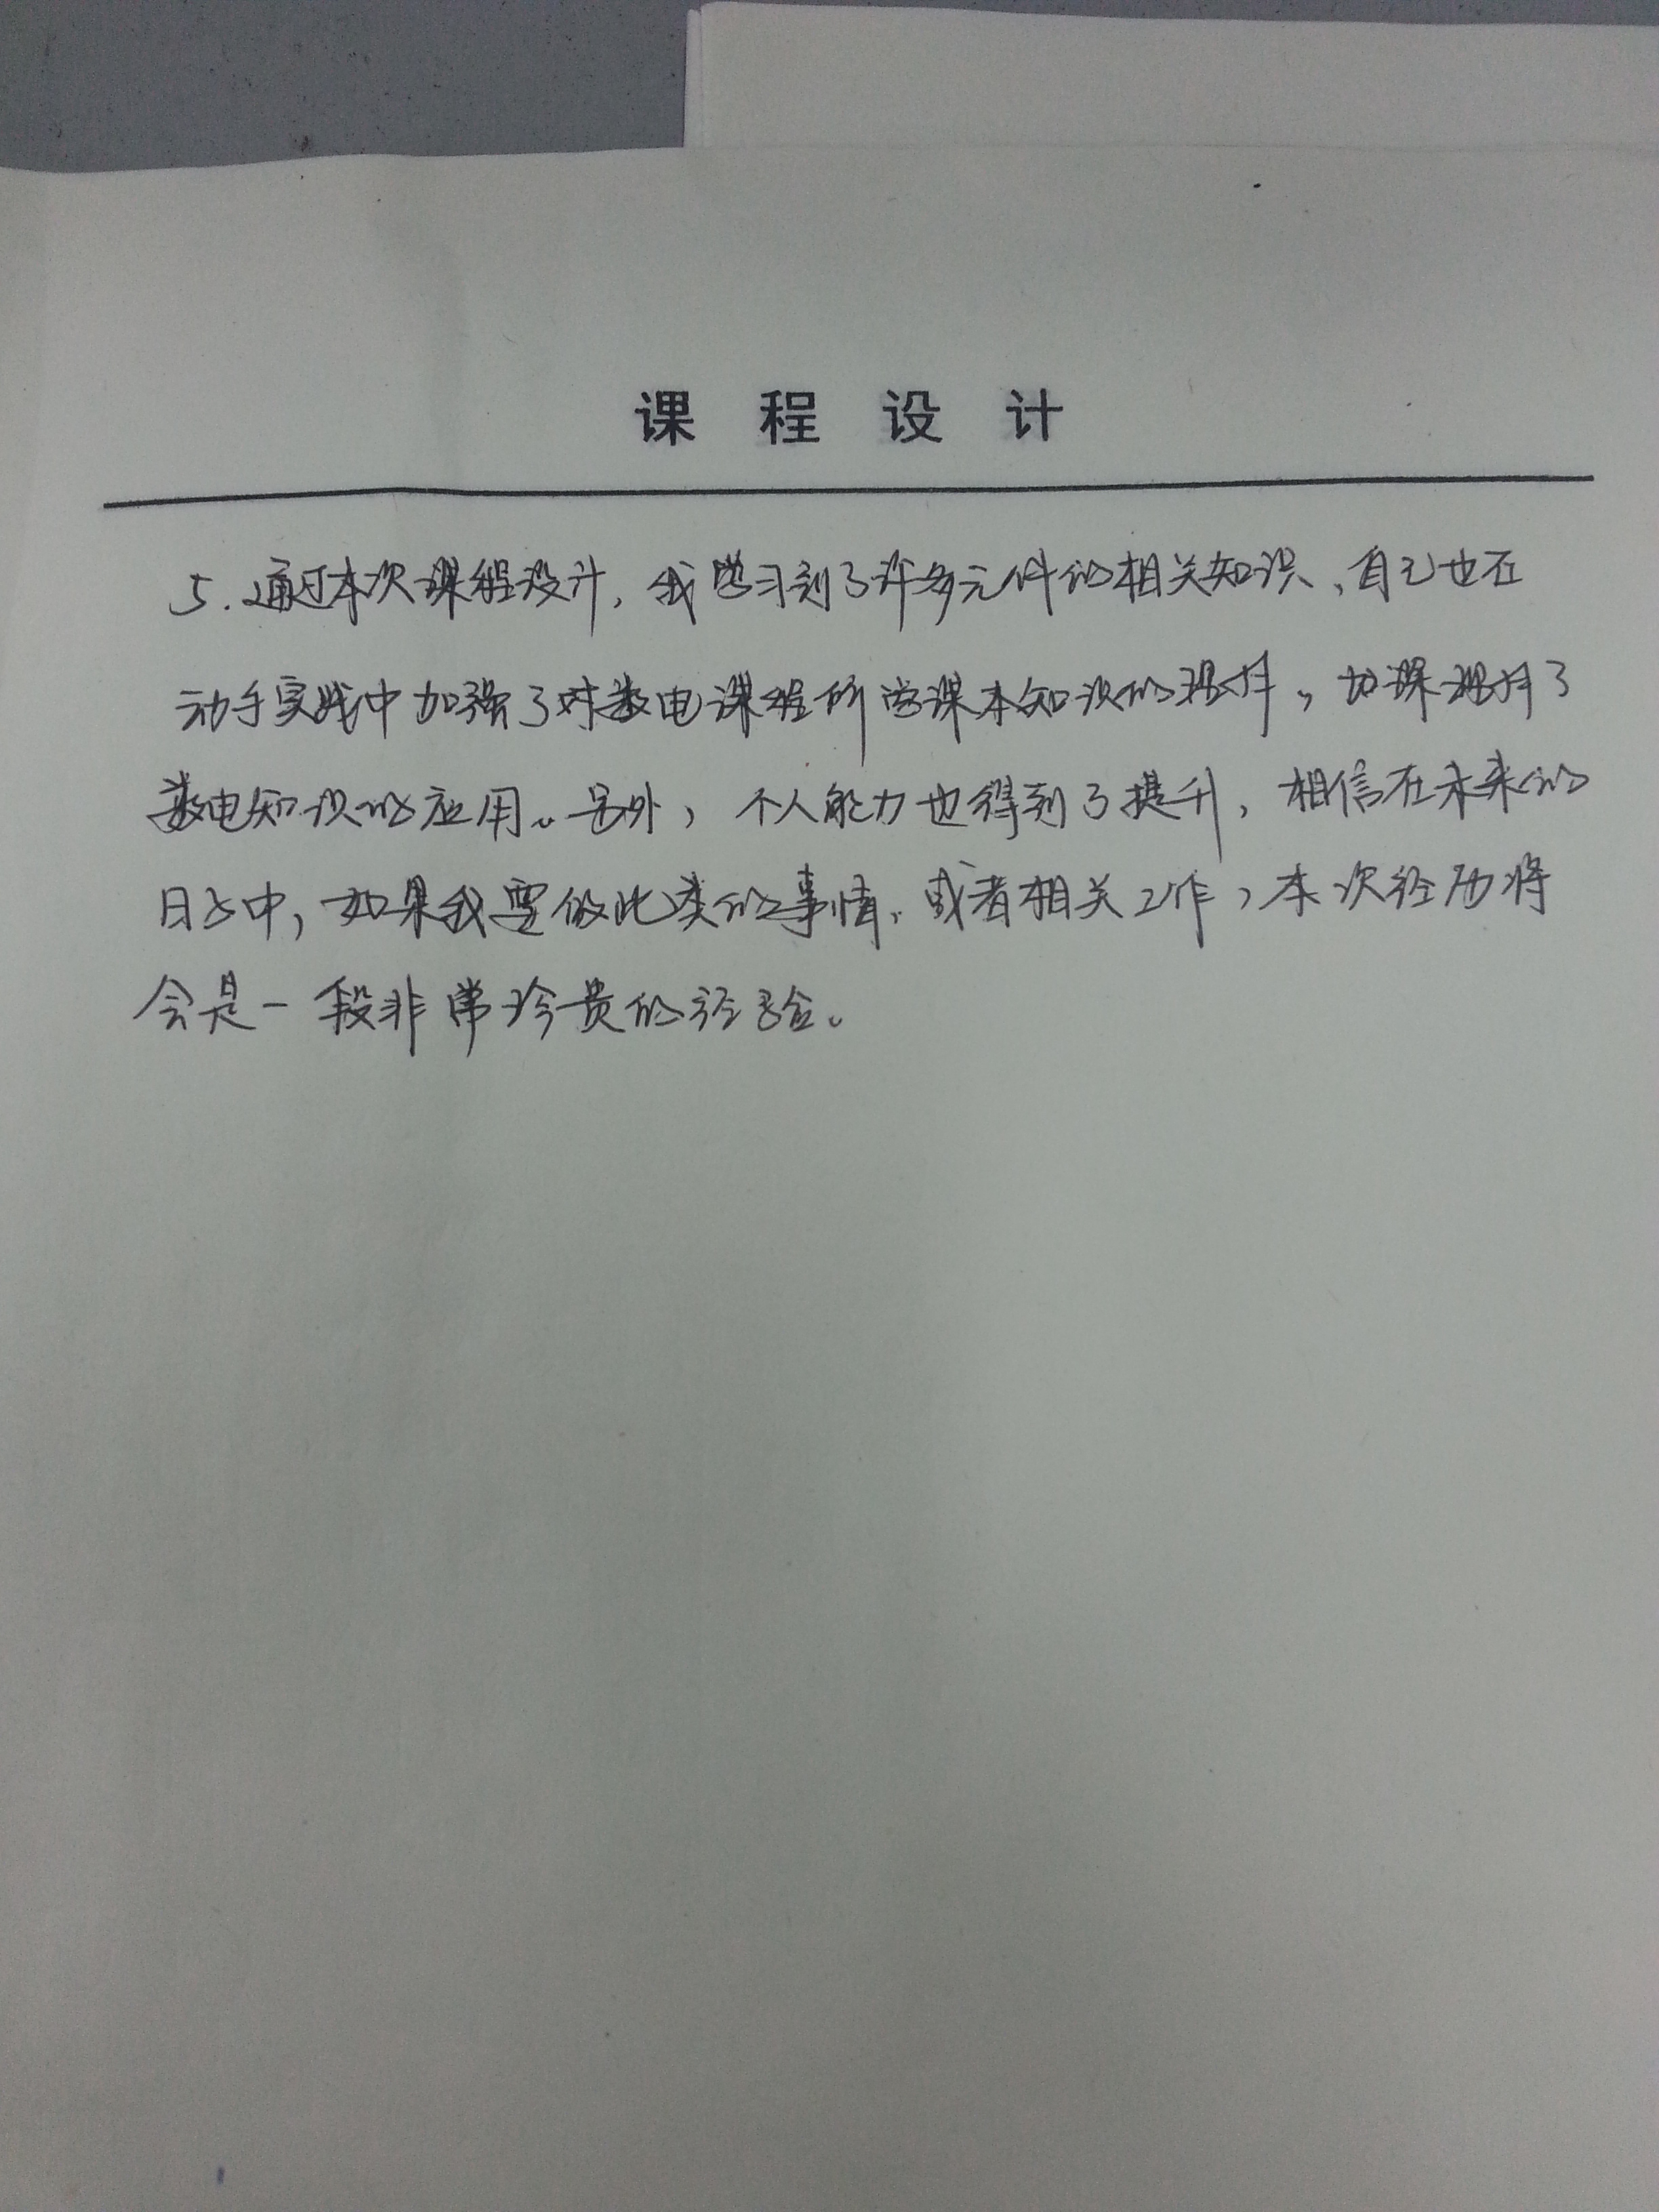 课程设计
5.通过本次课程设计,我学习到了许多元件的相关知识、自己也在
动手实践中加强了对数电课程所学课本知识的理解,加深理解了
数电知识的应用。另外,个人能力也得到了提升,相信在未来的
日子中,如果我要做此类的事情、或者相关工作,本次经历将
会是一段非常珍贵的经验。